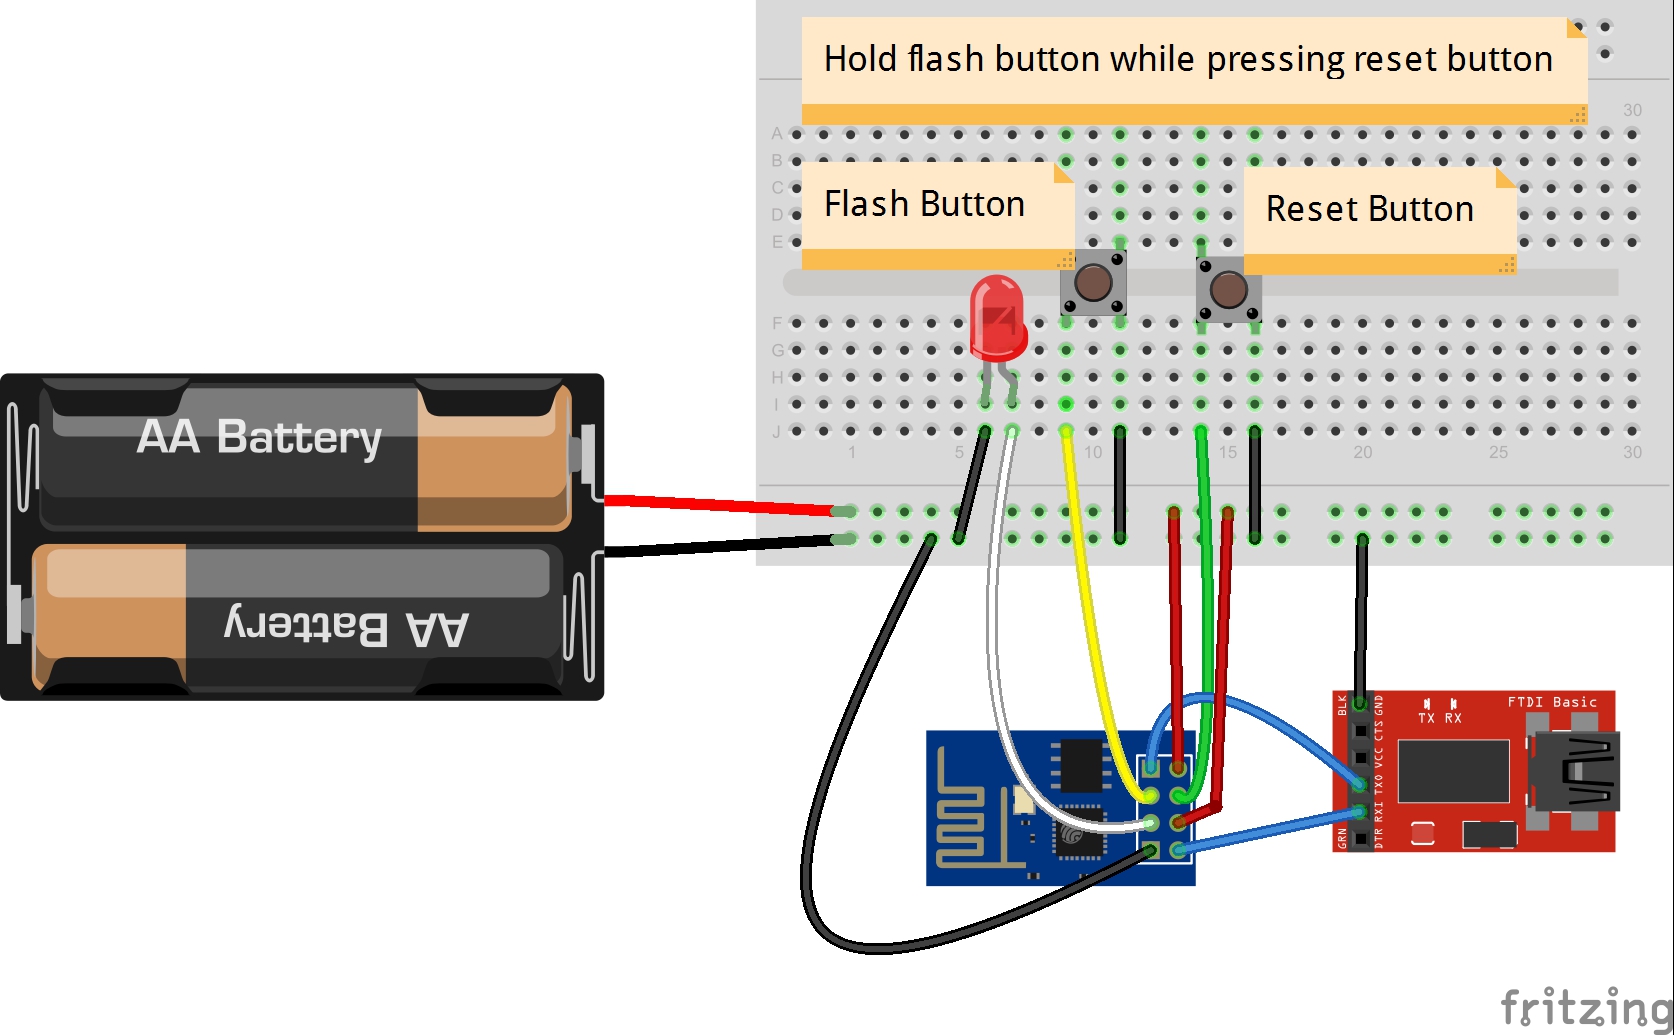 Hold flash button while pressing reset button
30
A
B
Flash Button
Reset Button
C
D
E
F
G
H
I
J
1
5
10
15
20
25
30
AA Battery
AA Battery
FTDI Basic
TX RX
BLK
GRN
GND
CTS
VCC
TXO
RXI
DTR
fritzing